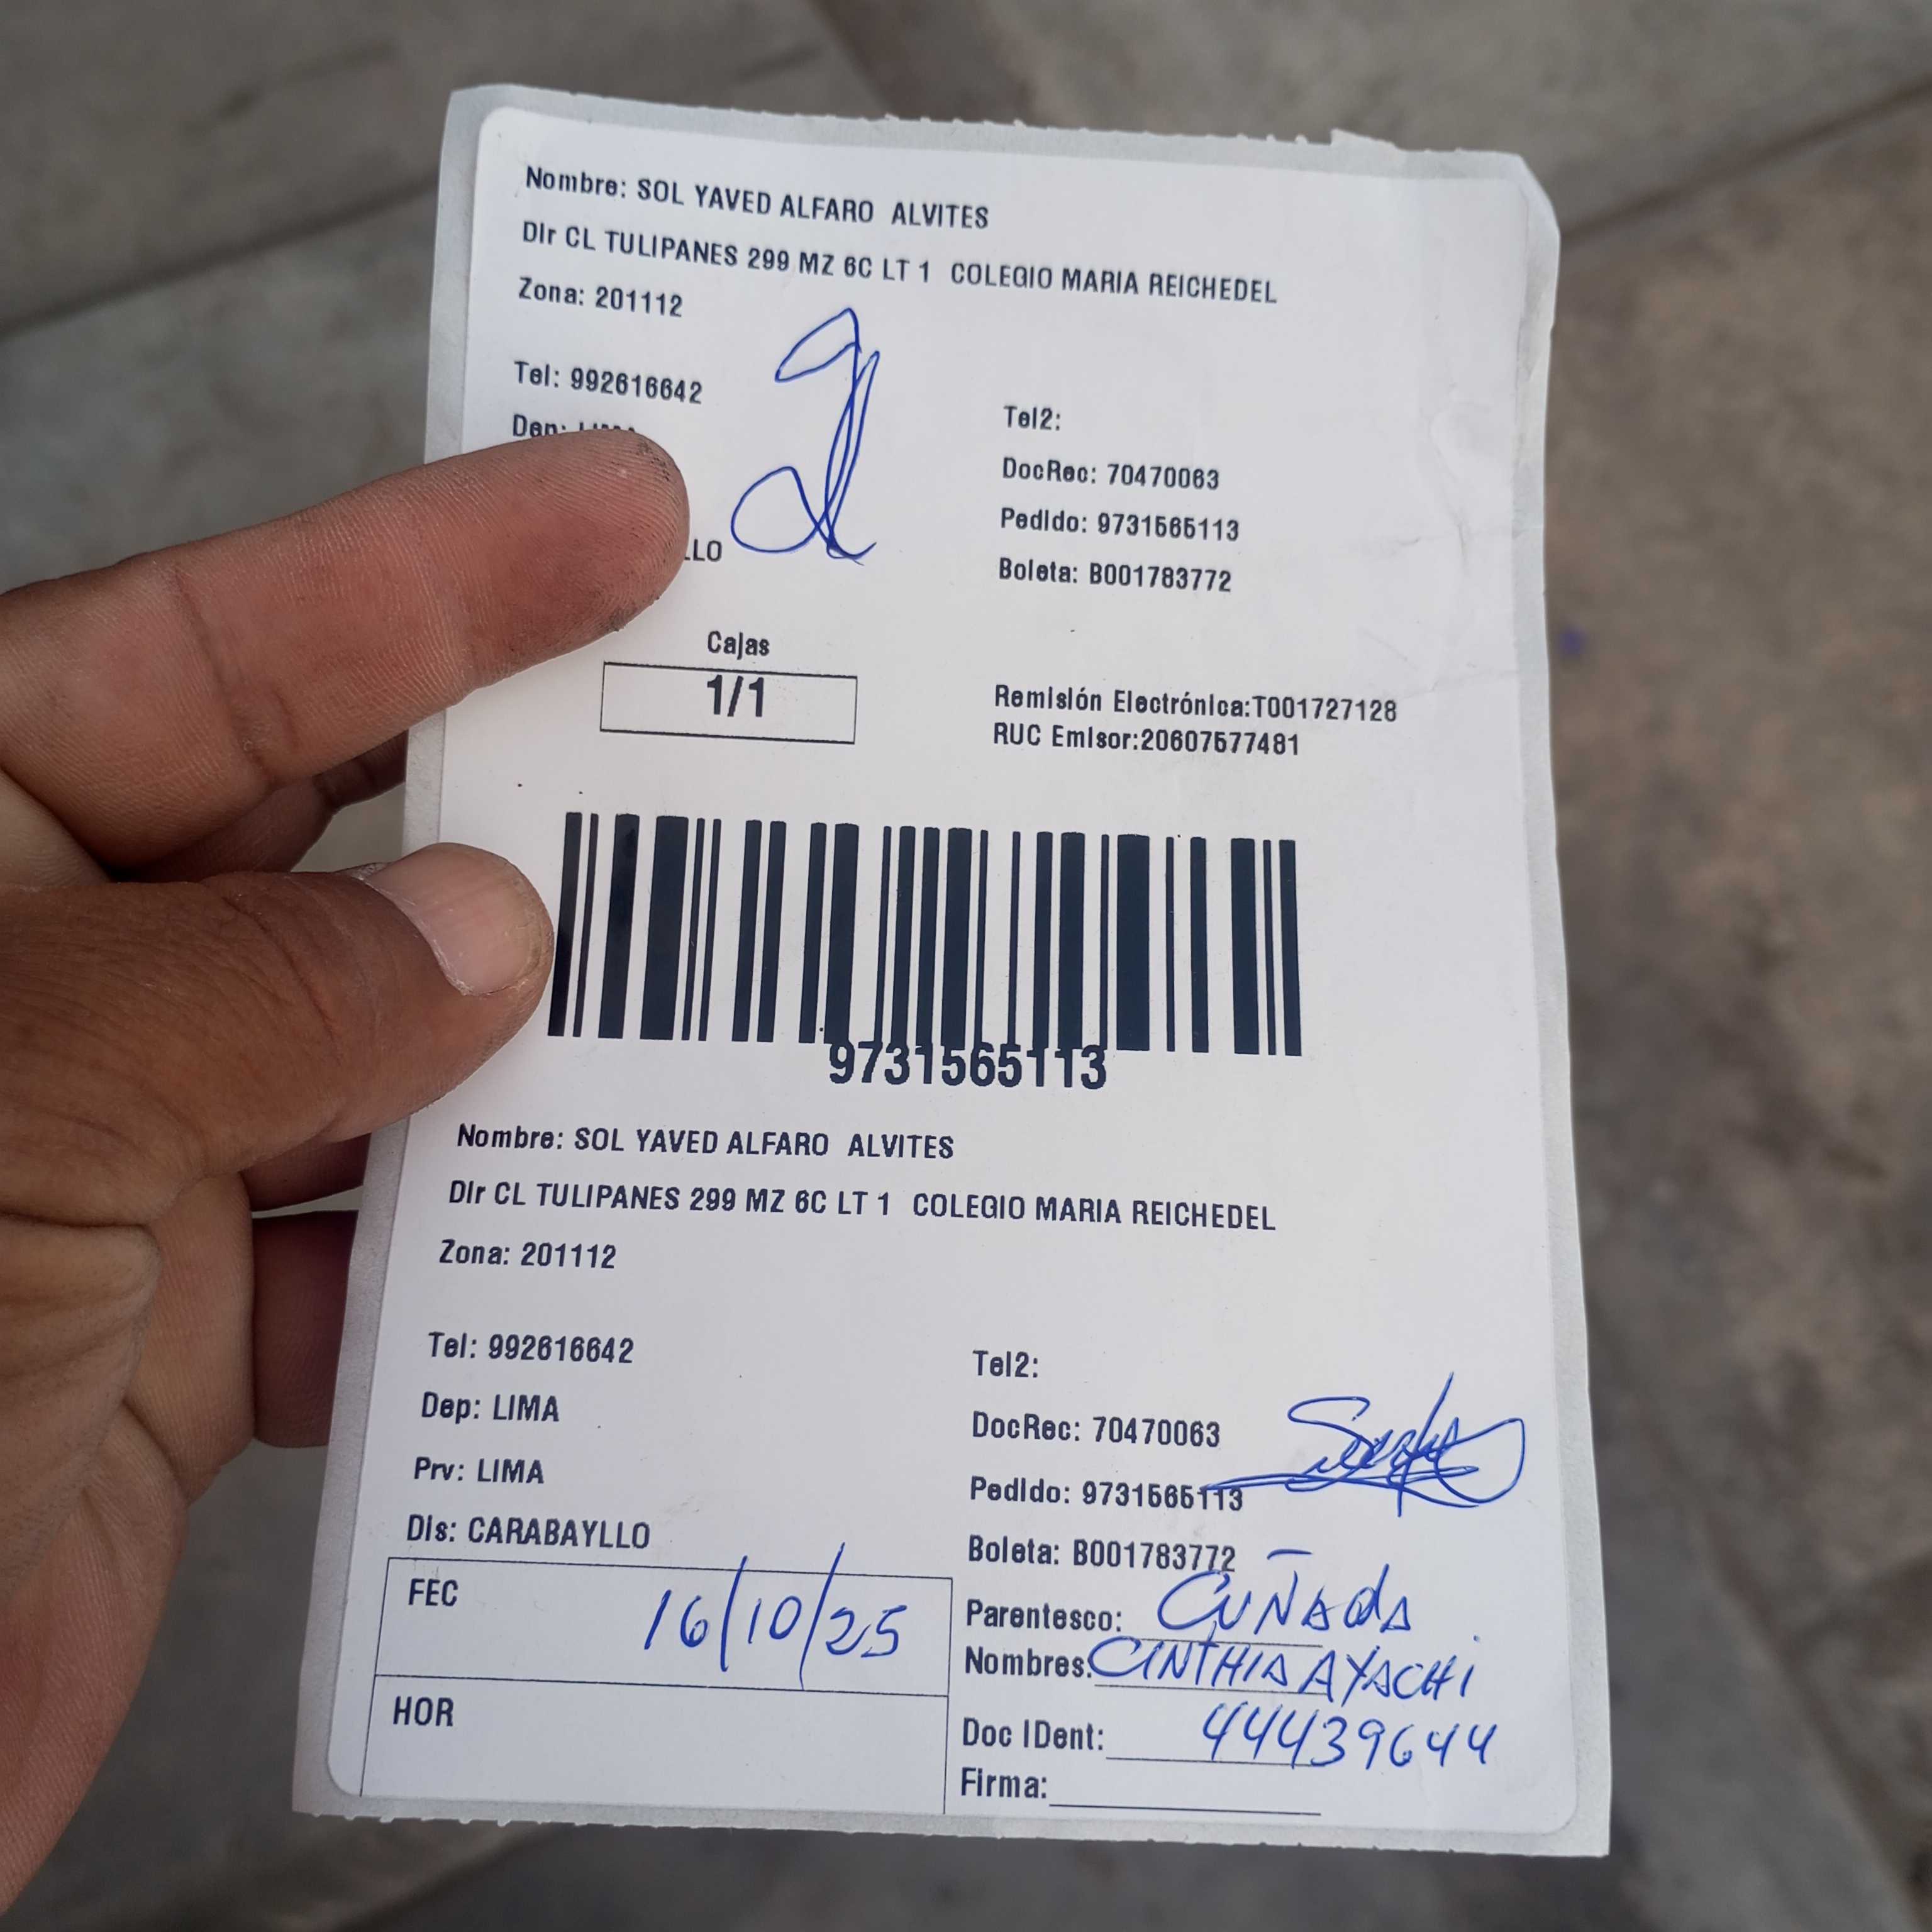 Nombre: SOL YAVED ALFARO ALVITES
Dir CL TULIPANES 299 MZ 6C LT 1 COLEGIO MARIA REICHEDEL
Zona: 201112
Tel: 992616642
Tel2:
Dep:
DocRec: 70470063
Pedido: 9731565113
LLO
Boleta: B001783772
Cajas
1/1
Remisión Electrónica:T001727128
RUC Emisor:20607577481
9731565113
Nombre: SOL YAVED ALFARO ALVITES
Dir CL TULIPANES 299 MZ 6C LT 1 COLEGIO MARIA REICHEDEL
Zona: 201112
Tel: 992616642
Tel2:
Dep: LIMA
DocRec: 70470063
Prv: LIMA
Pedido: 9731565113
Dis: CARABAYLLO
Boleta: B001783772
FEC 16/10/25
Parentesco: CUÑADA
Nombres: CINTHIA AYACHI
HOR
Doc IDent: 44439644
Firma: